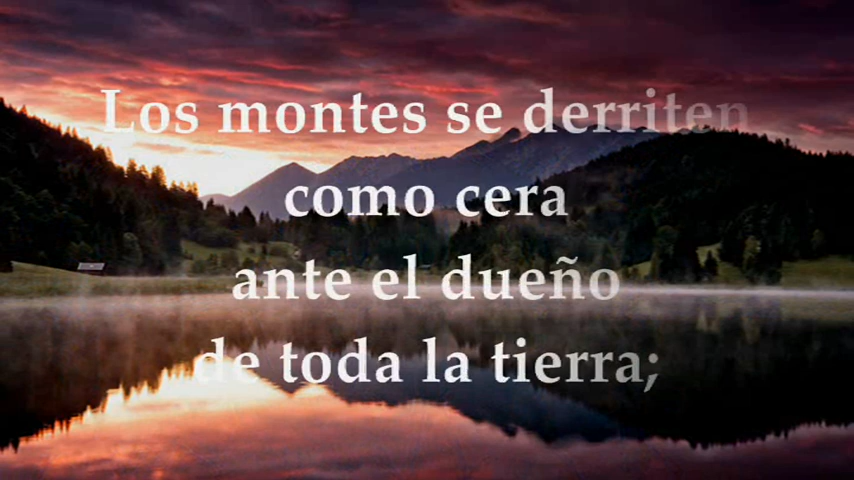 Los montes se derriten
como cera
ante el dueño
de toda la tierra;